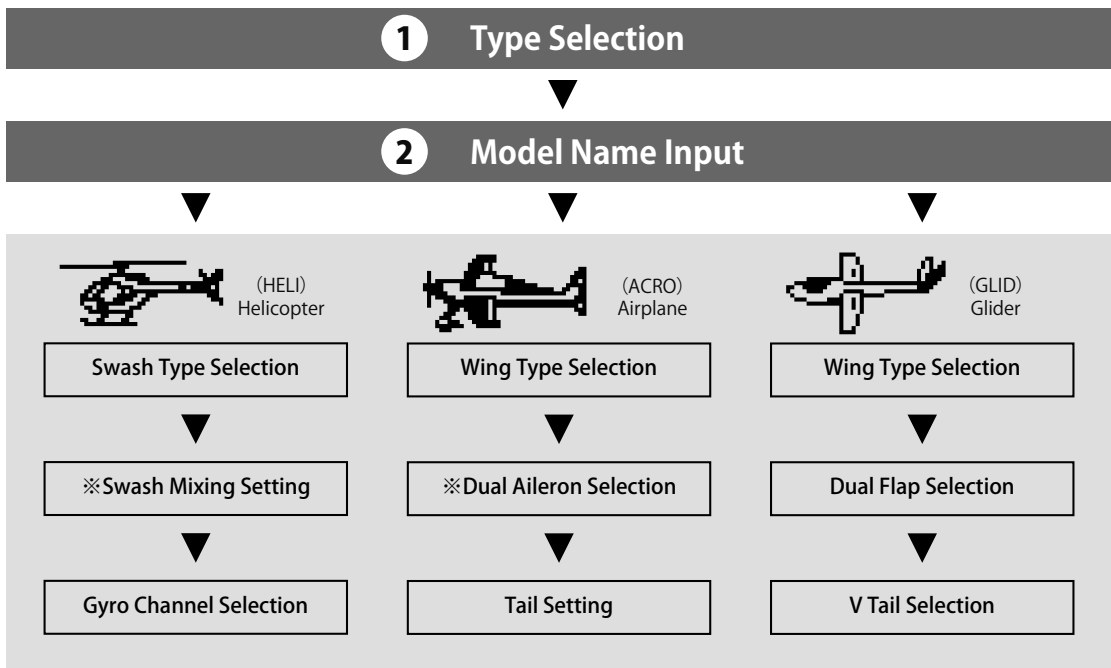 1 Type Selection
2 Model Name Input
（HELI）
Helicopter
（ACRO）
Airplane
（GLID）
Glider
Swash Type Selection
Wing Type Selection
Wing Type Selection
※Swash Mixing Setting
※Dual Aileron Selection
Dual Flap Selection
Gyro Channel Selection
Tail Setting
V Tail Selection